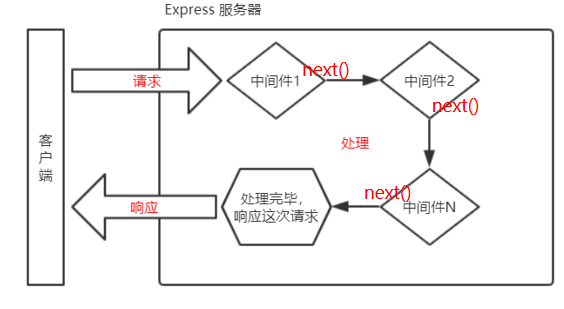 Express 服务器
客户端
请求
中间件1
next()
中间件2
next()
处理
中间件N
next()
处理完毕，
响应这次请求
响应